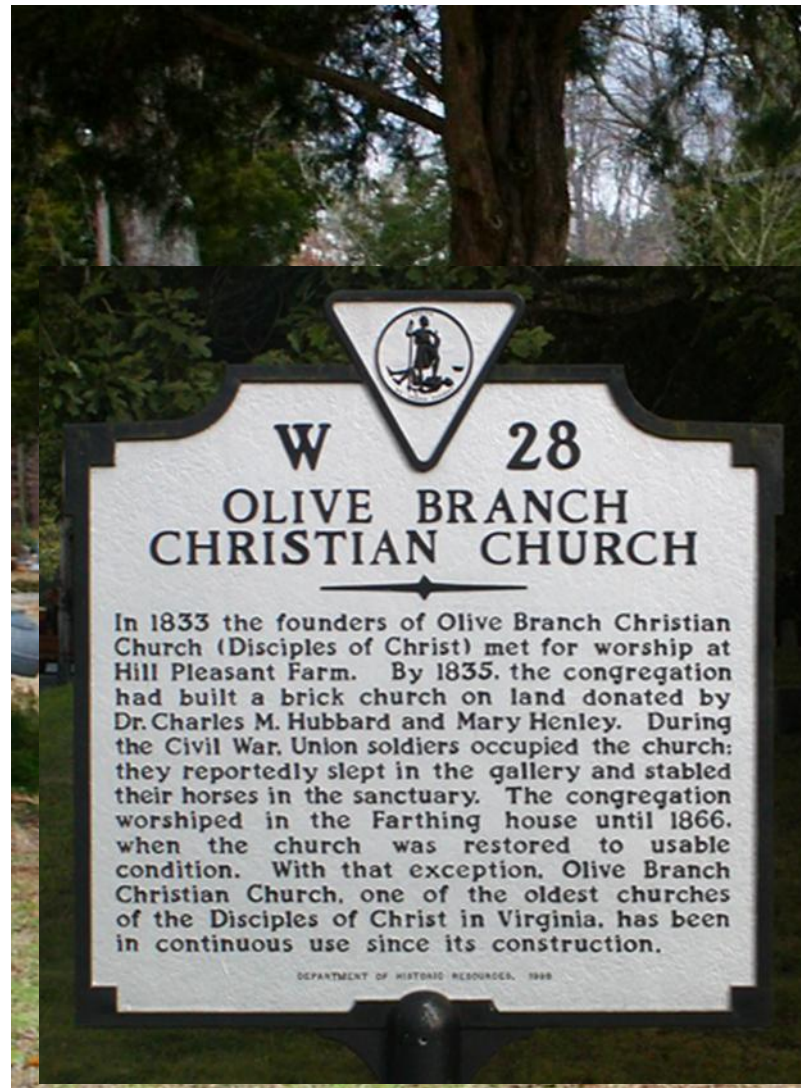 W 28
OLIVE BRANCH
CHRISTIAN CHURCH
In 1833 the founders of Olive Branch Christian
Church (Disciples of Christ) met for worship at
Hill Pleasant Farm. By 1835, the congregation
had built a brick church on land donated by
Dr. Charles M. Hubbard and Mary Henley. During
the Civil War, Union soldiers occupied the church;
they reportedly slept in the gallery and stabled
their horses in the sanctuary. The congregation
worshiped in the Farthing house until 1866,
when the church was restored to usable
condition. With that exception, Olive Branch
Christian Church, one of the oldest churches
of the Disciples of Christ in Virginia, has been
in continuous use since its construction.
DEPARTMENT OF HISTORIC RESOURCES,